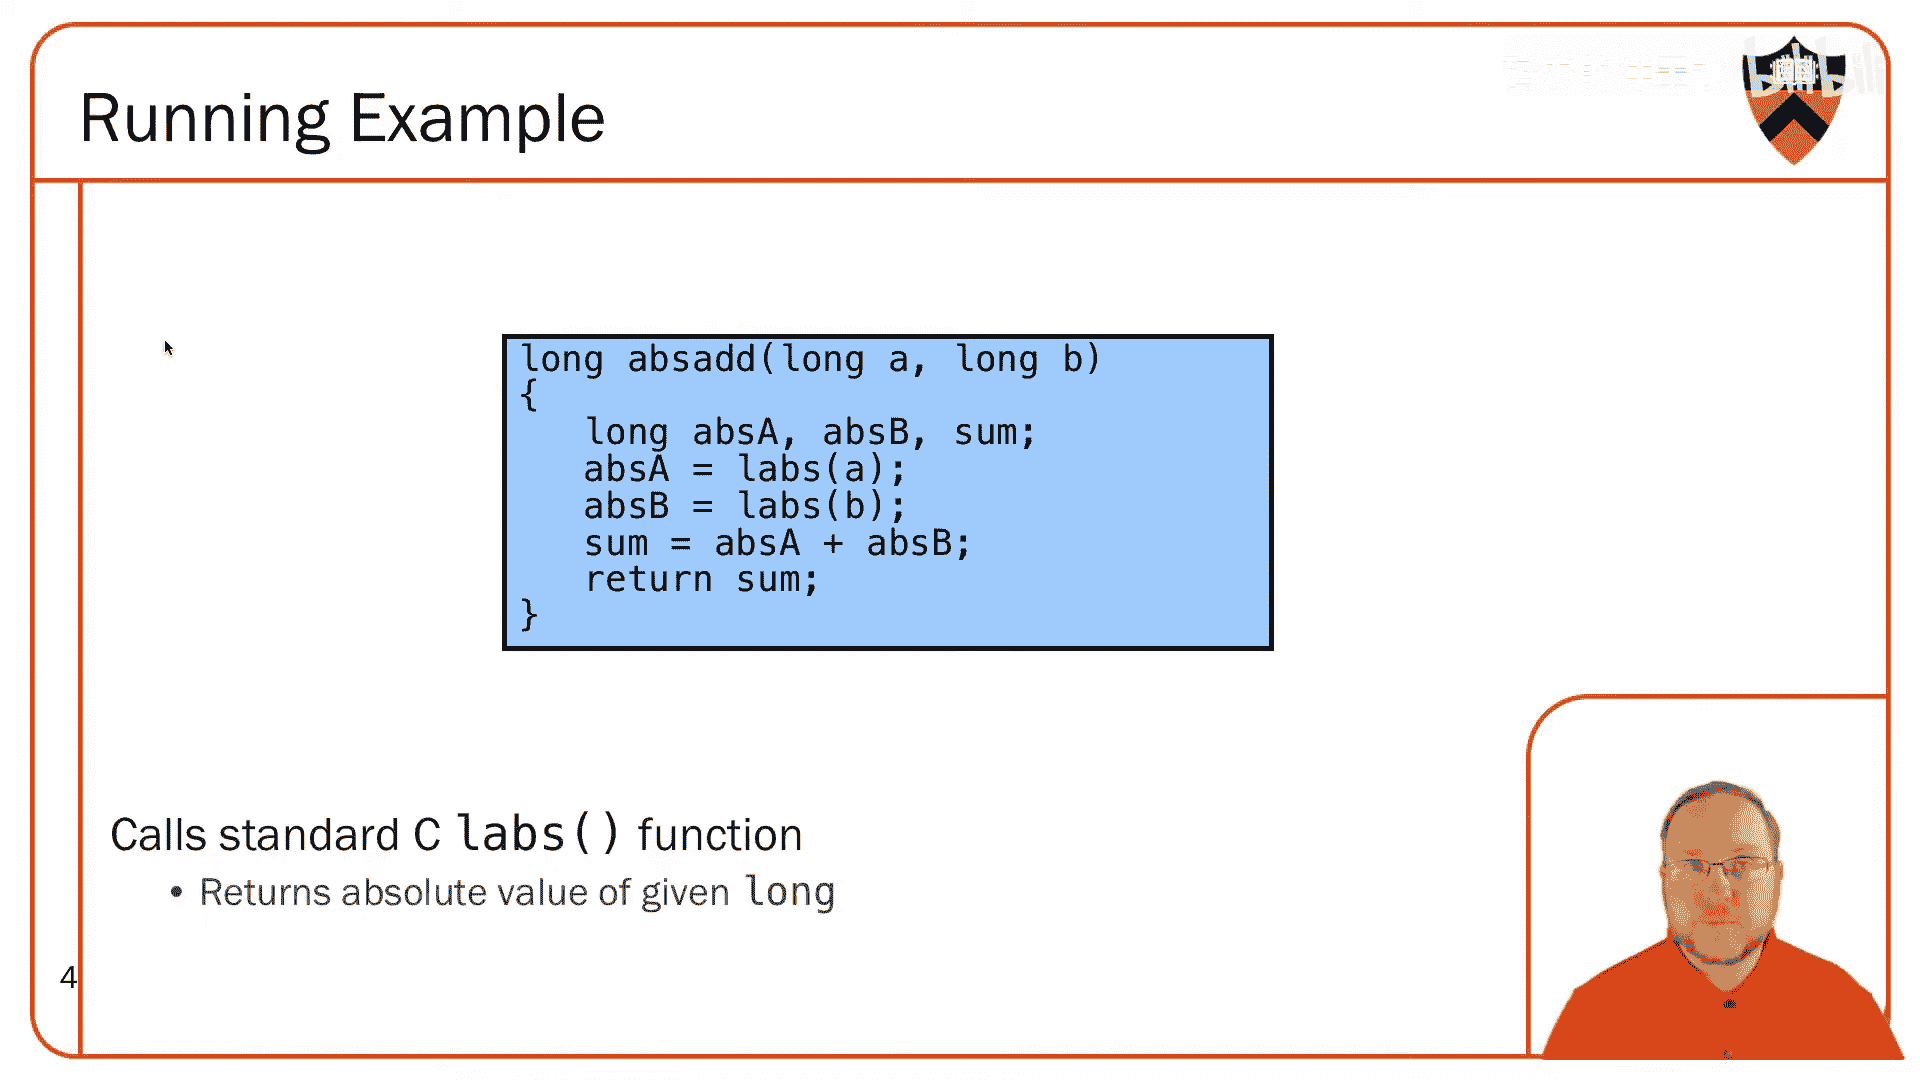 Running Example
long absadd(long a, long b)
{
   long absA, absB, sum;
   absA = labs(a);
   absB = labs(b);
   sum = absA + absB;
   return sum;
}
Calls standard C labs() function
• Returns absolute value of given long
4